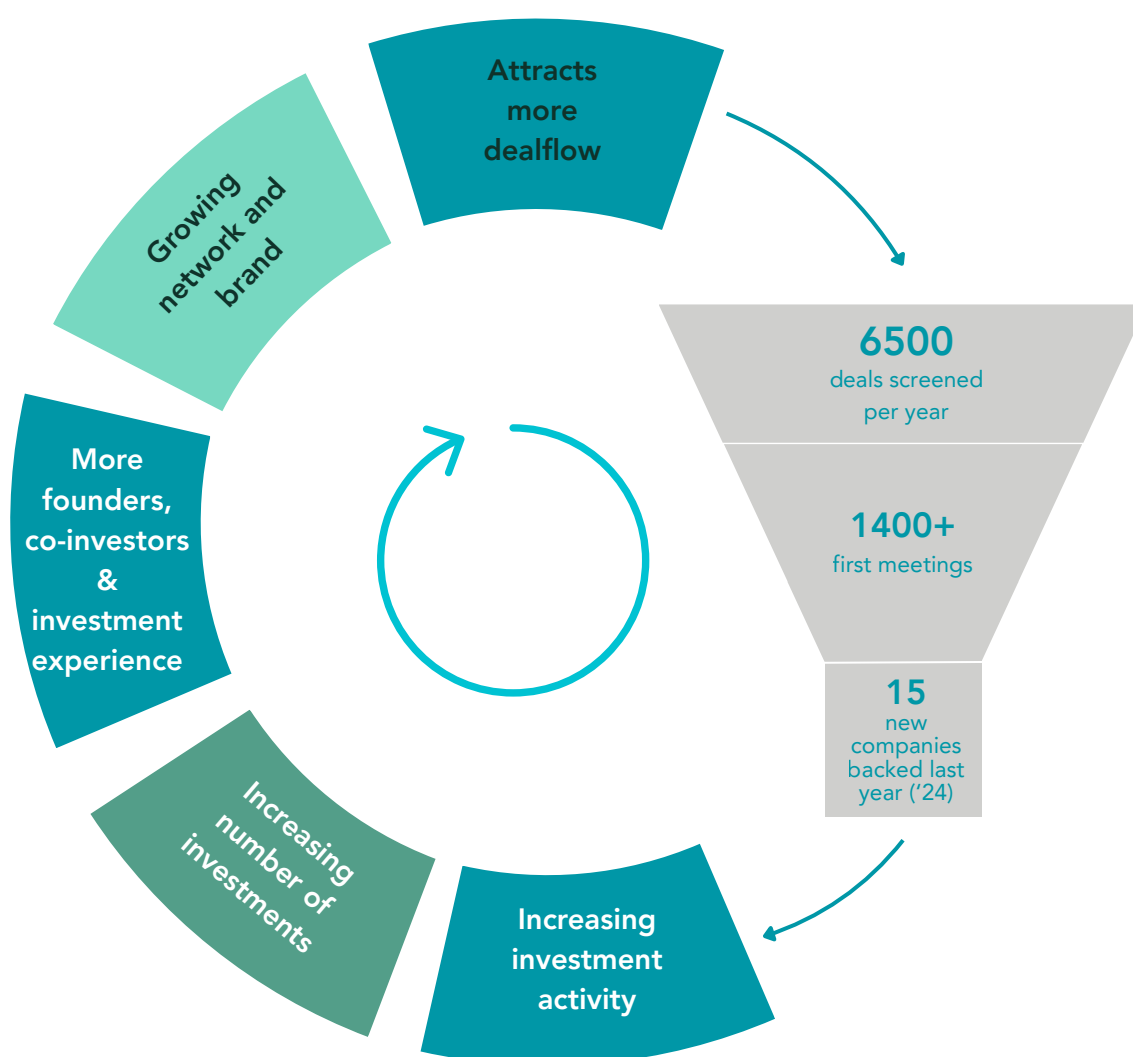 Attracts
more
dealflow
Growing
network and
brand
More
founders,
co-investors
&
investment
experience
Increasing
number of
investments
Increasing
investment
activity
6500
deals screened
per year
1400+
first meetings
15
new
companies
backed last
year (‘24)